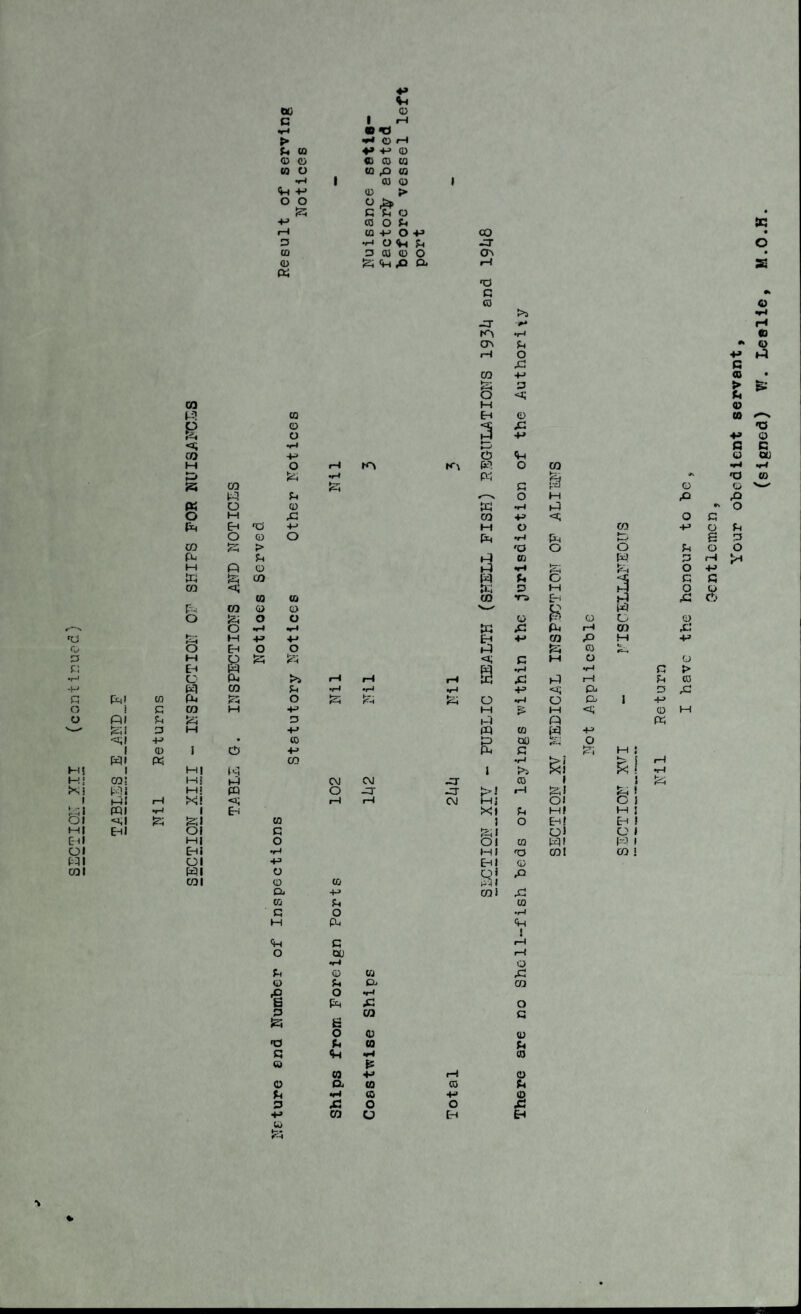 SECTION XII (continued)
TABLES E AND F.
Nil Returns
SECTION XIII - INSPECTION OF SHIPS FOR NUSANCES
TABLE G. INSPECTIONS AND NOTICES
Nature and Number of Inspections Notices Served Result of serving
Statutory Notices Other Notices Notices
Ships from Foreign Ports 102 Nil Nil -
Coastwise Ships 142 Nil 3 Nuisance satis-
factorily abated
before vessel left
port
Total 244 Nil 3 -
SECTION XIV - PUBLIC HEALTH (SHELL FISH) REGULATIONS 1934 and 1948
There are no shell-fish beds or layings within the jurisdiction of the Authority
SECTION XV - MEDICAL INSPECTION OF ALIENS
Not Applicable
SECTION XVI - MISCELLANEOUS
Nil Return
I have the honour to be,
Gentlemen,
Your obedient servant,
(signed) W. Leslie, M.O.H.